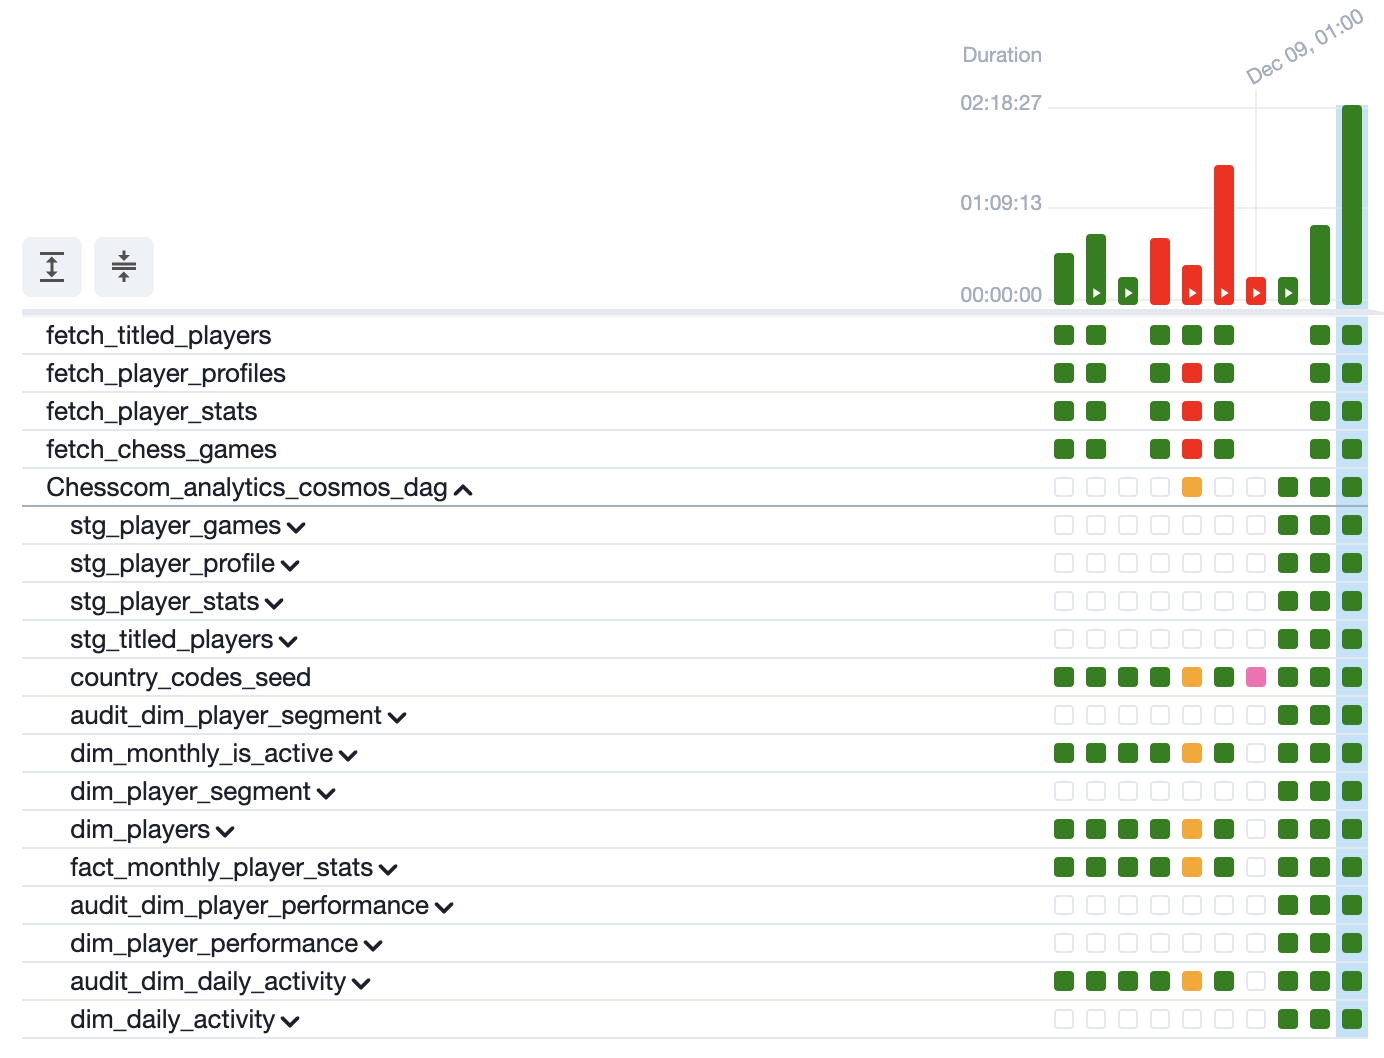 Dec 09, 01:00
Duration
02:18:27
01:09:13
00:00:00
fetch_titled_players
fetch_player_profiles
fetch_player_stats
fetch_chess_games
Chesscom_analytics_cosmos_dag
stg_player_games
stg_player_profile
stg_player_stats
stg_titled_players
country_codes_seed
audit_dim_player_segment
dim_monthly_is_active
dim_player_segment
dim_players
fact_monthly_player_stats
audit_dim_player_performance
dim_player_performance
audit_dim_daily_activity
dim_daily_activity